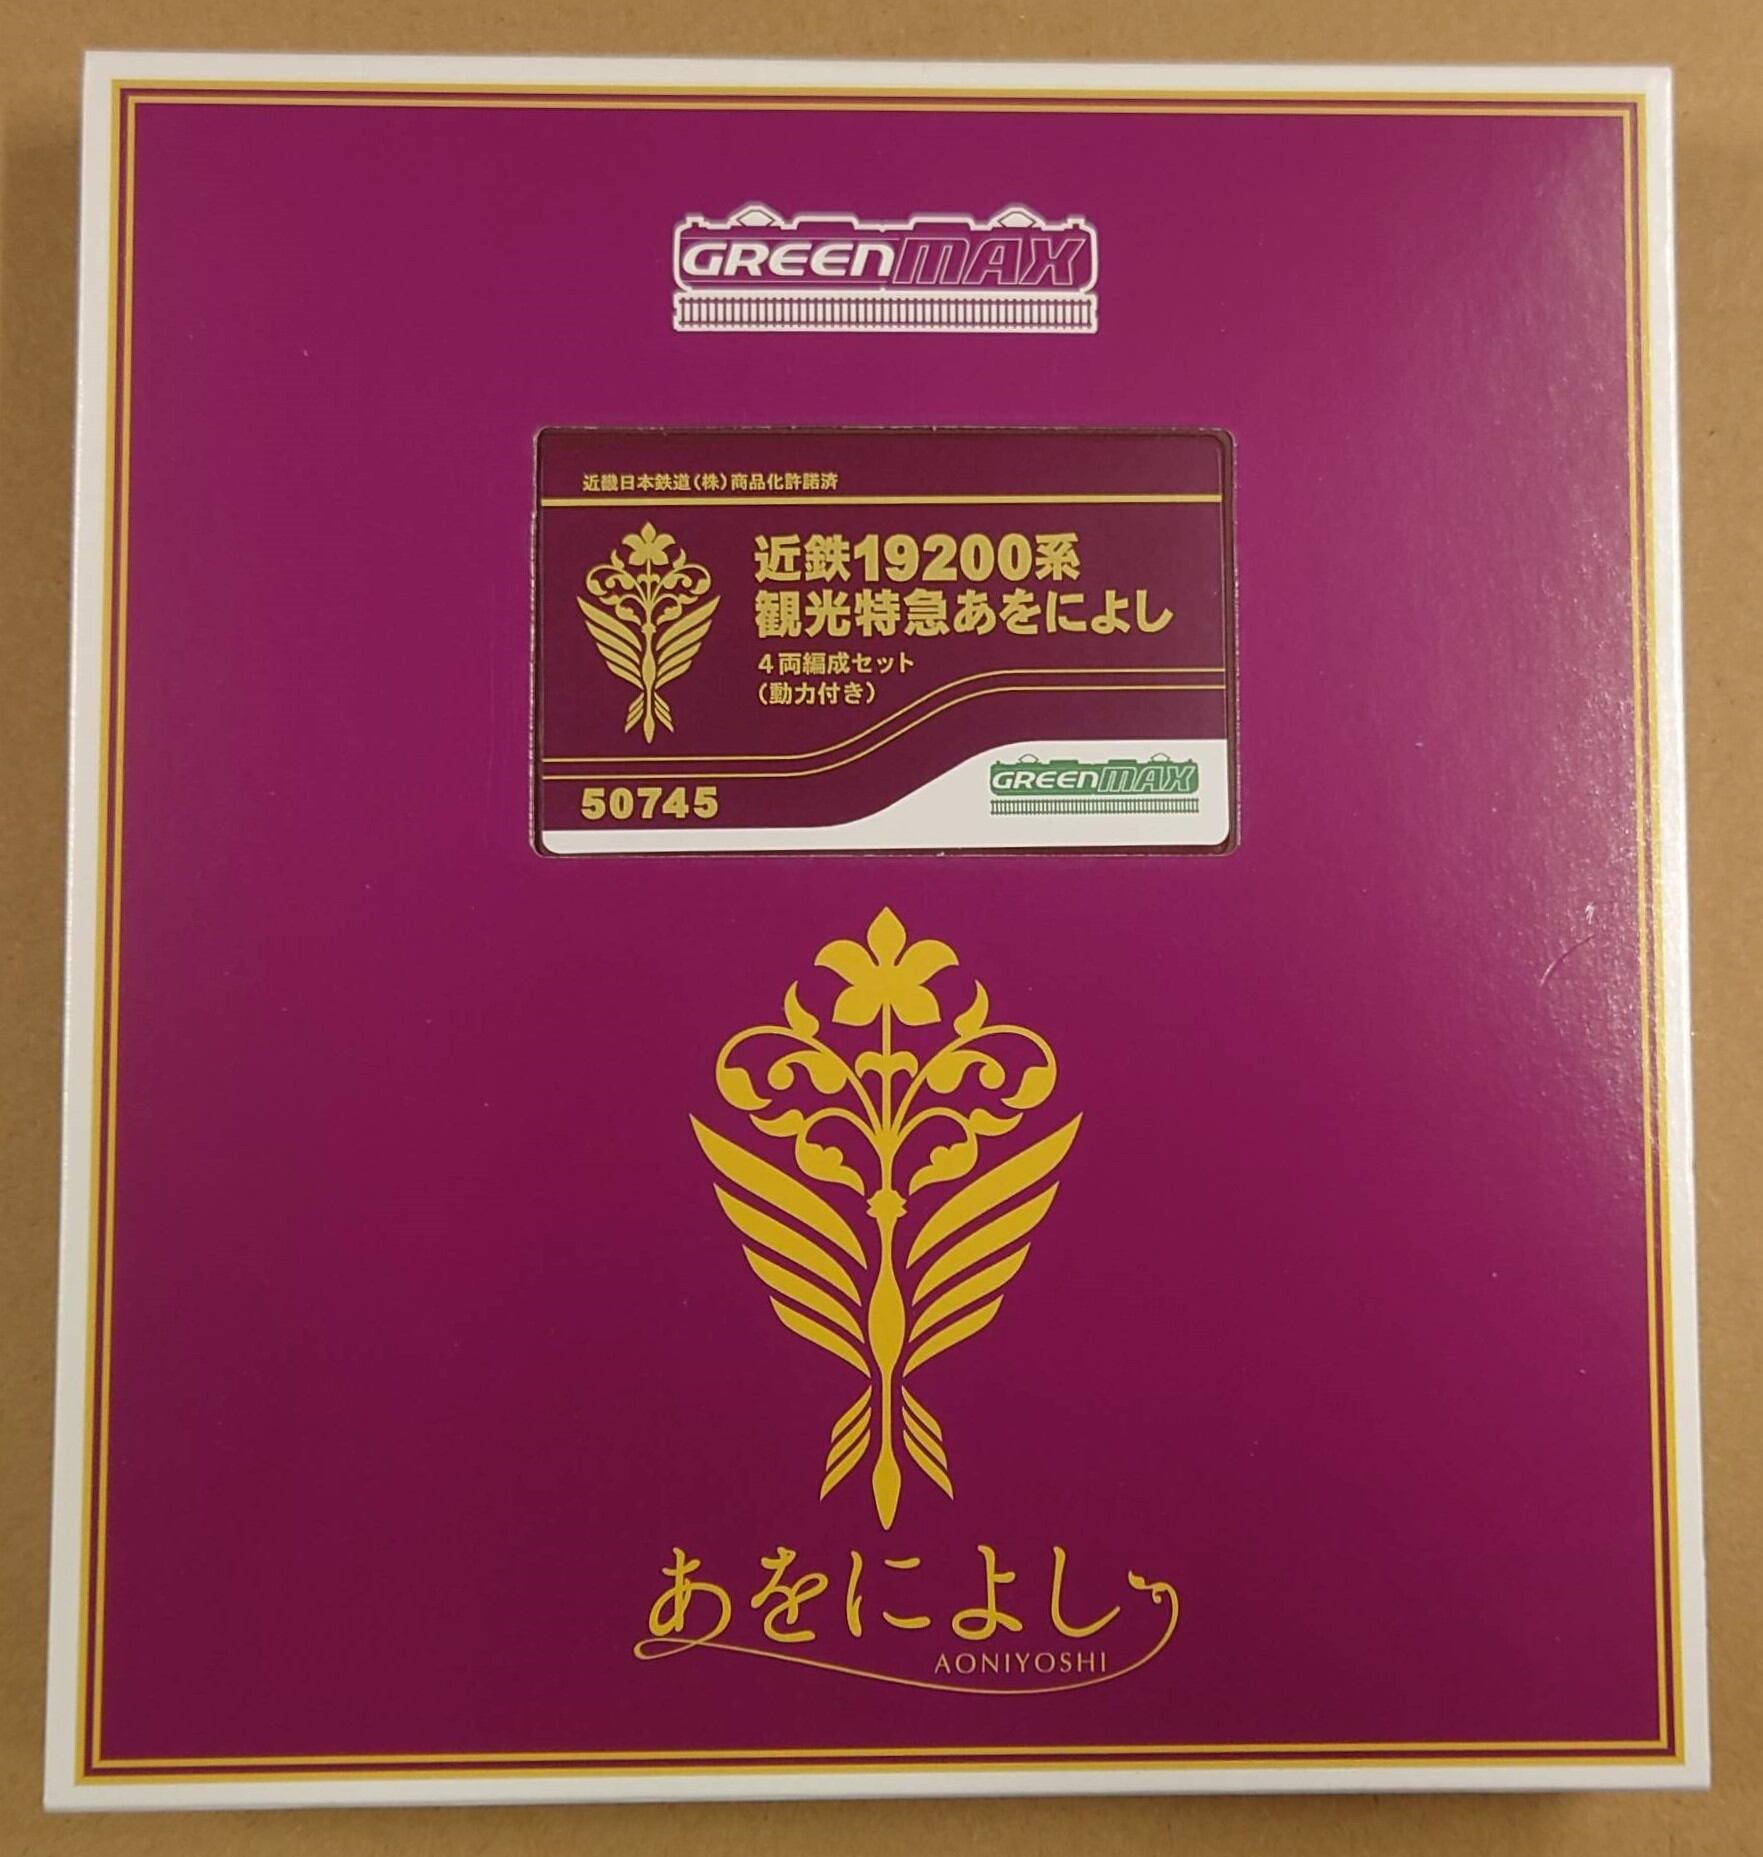 GREENMAX
近畿日本鉄道(株)商品化許諾済
近鉄19200系
観光特急あをによし
4両編成セット
(動力付き)
50745
GREENMAX
あをによし
AONIYOSHI